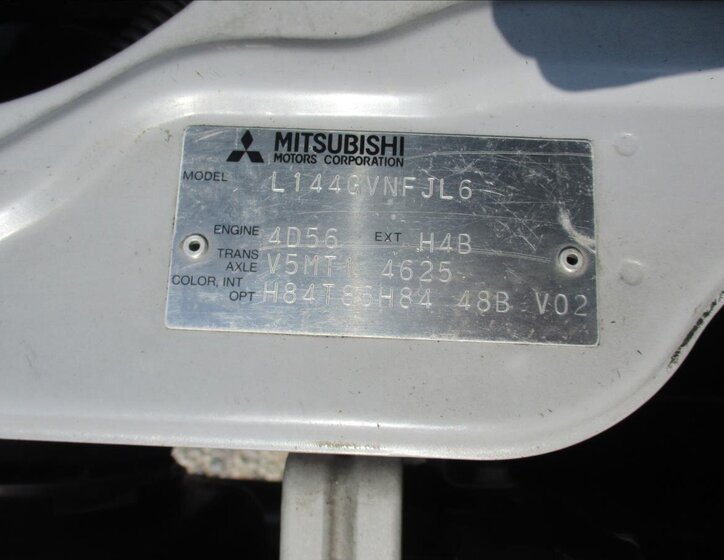 MITSUBISHI
MOTORS CORPORATION
MODEL L144GVNFJL6
ENGINE 4D56 EXT H4B
TRANS AXLE V5MT1 4625
COLOR, INT OPT H84T86H84 48B V02